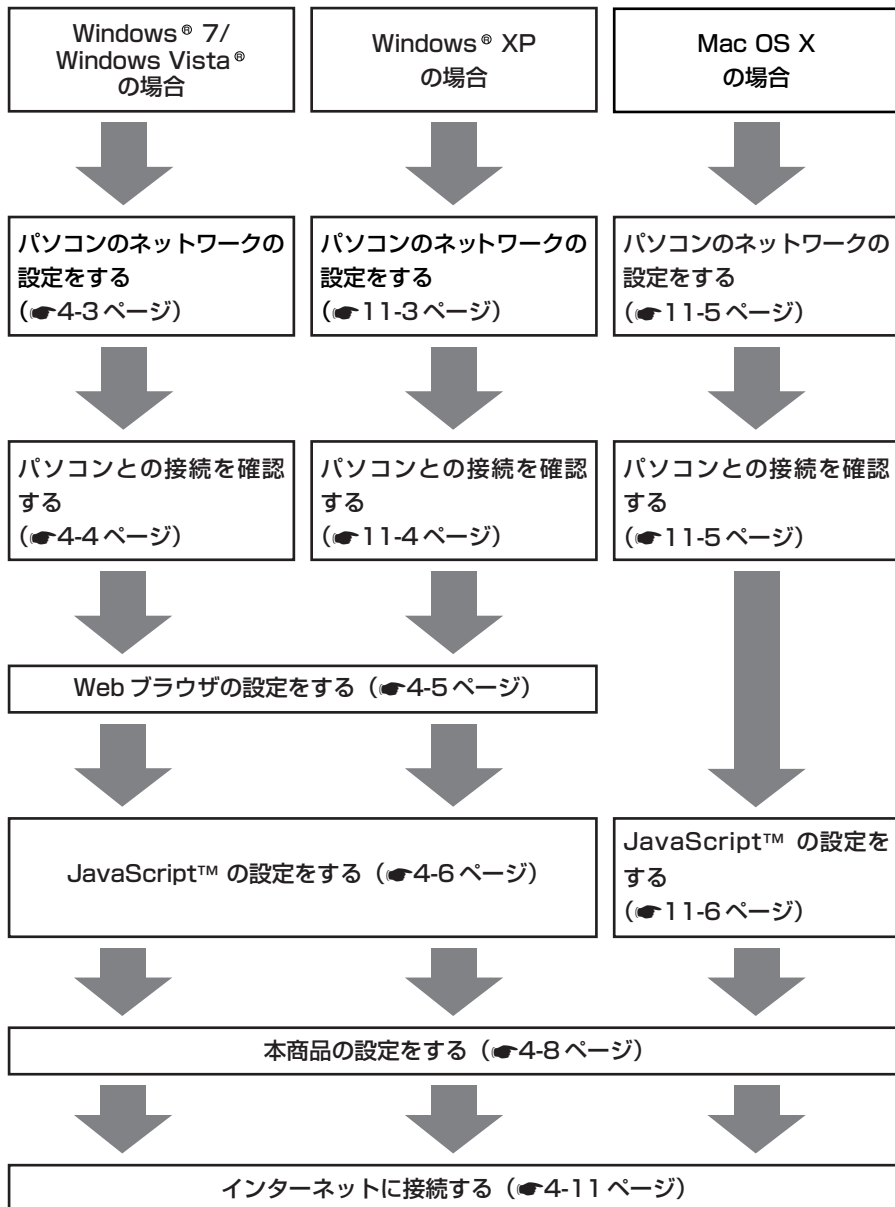 Windows® 7/
Windows Vista®
の場合
Windows® XP
の場合
Mac OS X
の場合
パソコンのネットワークの
設定をする
(☛4-3ページ)
パソコンのネットワークの
設定をする
(☛11-3ページ)
パソコンのネットワークの
設定をする
(☛11-5ページ)
パソコンとの接続を確認
する
(☛4-4ページ)
パソコンとの接続を確認
する
(☛11-4ページ)
パソコンとの接続を確認
する
(☛11-5ページ)
Web ブラウザの設定をする(☛4-5ページ)
JavaScript™ の設定をする(☛4-6ページ)
JavaScript™ の設定を
する
(☛11-6ページ)
本商品の設定をする(☛4-8ページ)
インターネットに接続する(☛4-11ページ)